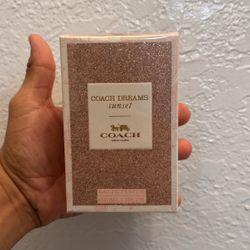 COACH DREAMS
sunset
COACH
NEW YORK